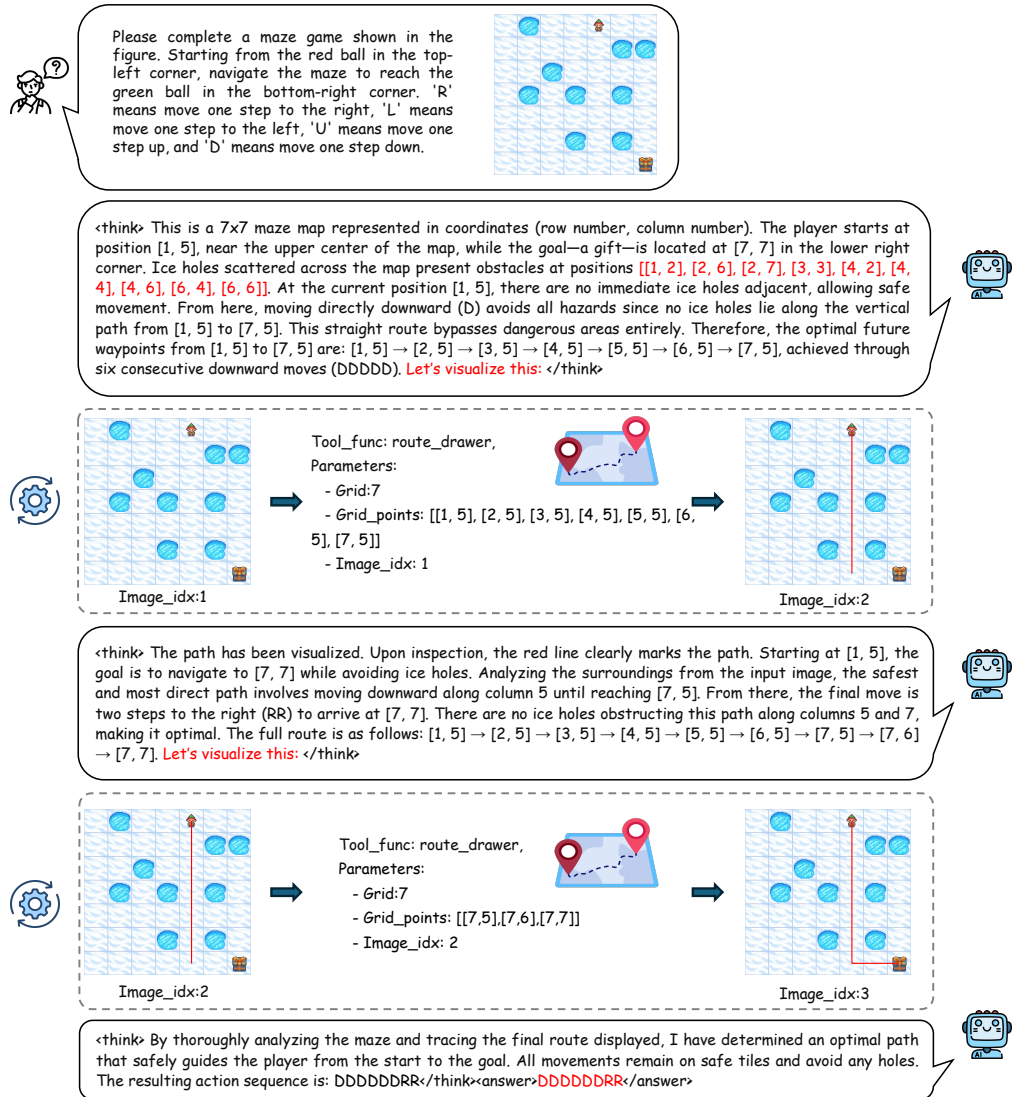 Please complete a maze game shown in the
figure. Starting from the red ball in the top-
left corner, navigate the maze to reach the
green ball in the bottom-right corner. 'R'
means move one step to the right, 'L' means
move one step to the left, 'U' means move one
step up, and 'D' means move one step down.
?
<think> This is a 7x7 maze map represented in coordinates (row number, column number). The player starts at
position [1, 5], near the upper center of the map, while the goal—a gift—is located at [7, 7] in the lower right
corner. Ice holes scattered across the map present obstacles at positions [[1, 2], [2, 6], [2, 7], [3, 3], [4, 2], [4,
4], [4, 6], [6, 4], [6, 6]]. At the current position [1, 5], there are no immediate ice holes adjacent, allowing safe
movement. From here, moving directly downward (D) avoids all hazards since no ice holes lie along the vertical
path from [1, 5] to [7, 5]. This straight route bypasses dangerous areas entirely. Therefore, the optimal future
waypoints from [1, 5] to [7, 5] are: [1, 5] → [2, 5] → [3, 5] → [4, 5] → [5, 5] → [6, 5] → [7, 5], achieved through
six consecutive downward moves (DDDDD). Let's visualize this: </think>
AI
Tool_func: route_drawer,
Parameters:
- Grid:7
- Grid_points: [[1, 5], [2, 5], [3, 5], [4, 5], [5, 5], [6,
5], [7, 5]]
- Image_idx: 1
Image_idx:1
Image_idx:2
<think> The path has been visualized. Upon inspection, the red line clearly marks the path. Starting at [1, 5], the
goal is to navigate to [7, 7] while avoiding ice holes. Analyzing the surroundings from the input image, the safest
and most direct path involves moving downward along column 5 until reaching [7, 5]. From there, the final move is
two steps to the right (RR) to arrive at [7, 7]. There are no ice holes obstructing this path along columns 5 and 7,
making it optimal. The full route is as follows: [1, 5] → [2, 5] → [3, 5] → [4, 5] → [5, 5] → [6, 5] → [7, 5] → [7, 6]
→ [7, 7]. Let's visualize this: </think>
AI
Tool_func: route_drawer,
Parameters:
- Grid:7
- Grid_points: [[7,5],[7,6],[7,7]]
- Image_idx: 2
Image_idx:2
Image_idx:3
<think> By thoroughly analyzing the maze and tracing the final route displayed, I have determined an optimal path
that safely guides the player from the start to the goal. All movements remain on safe tiles and avoid any holes.
The resulting action sequence is: DDDDDDRR</think><answer>DDDDDDRR</answer>
AI